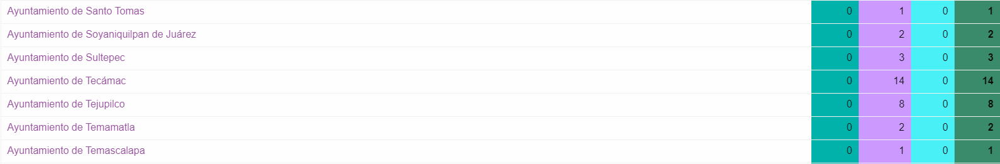 Ayuntamiento de Santo Tomas 0 1 0 1
Ayuntamiento de Soyaniquilpan de Juárez 0 2 0 2
Ayuntamiento de Sultepec 0 3 0 3
Ayuntamiento de Tecámac 0 14 0 14
Ayuntamiento de Tejupilco 0 8 0 8
Ayuntamiento de Temamatla 0 2 0 2
Ayuntamiento de Temascalapa 0 1 0 1